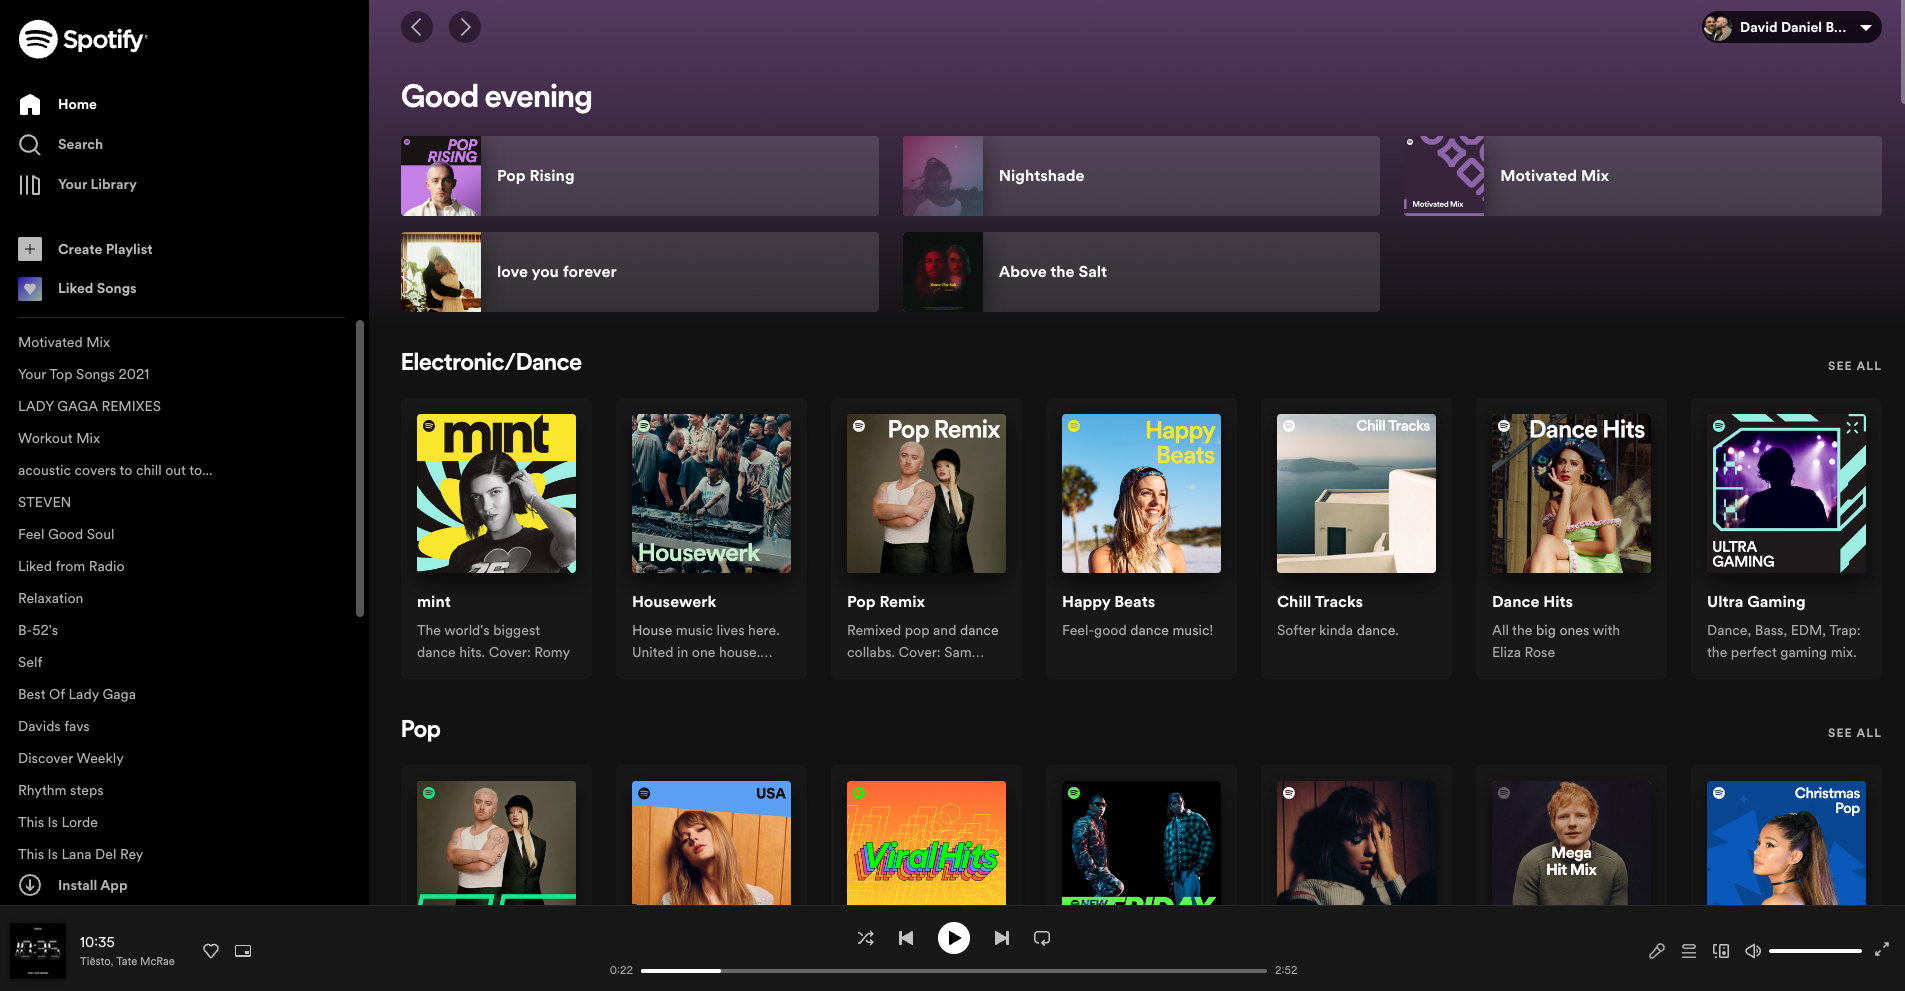 Spotify
Home
Search
Your Library
Create Playlist
Liked Songs
Motivated Mix
Your Top Songs 2021
LADY GAGA REMIXES
Workout Mix
acoustic covers to chill out to...
STEVEN
Feel Good Soul
Liked from Radio
Relaxation
B-52's
Self
Best Of Lady Gaga
Davids favs
Discover Weekly
Rhythm steps
This Is Lorde
This Is Lana Del Rey
Install App
David Daniel B...
Good evening
POP
RISING
Pop Rising
Nightshade
Motivated Mix
Motivated Mix
love you forever
Above The Salt
Above the Salt
Electronic/Dance
SEE ALL
mint
Housewerk
Pop Remix
Happy
Beats
Chill Tracks
Dance Hits
ULTRA
GAMING
mint
The world's biggest
dance hits. Cover: Romy
Housewerk
House music lives here.
United in one house....
Pop Remix
Remixed pop and dance
collabs. Cover: Sam...
Happy Beats
Feel-good dance music!
Chill Tracks
Softer kinda dance.
Dance Hits
All the big ones with
Eliza Rose
Ultra Gaming
Dance, Bass, EDM, Trap:
the perfect gaming mix.
Pop
SEE ALL
USA
Viral Hits
NEW
FRIDAY
Mega
Hit Mix
Christmas
Pop
10:35
10:35
Tiësto, Tate McRae
0:22
2:52